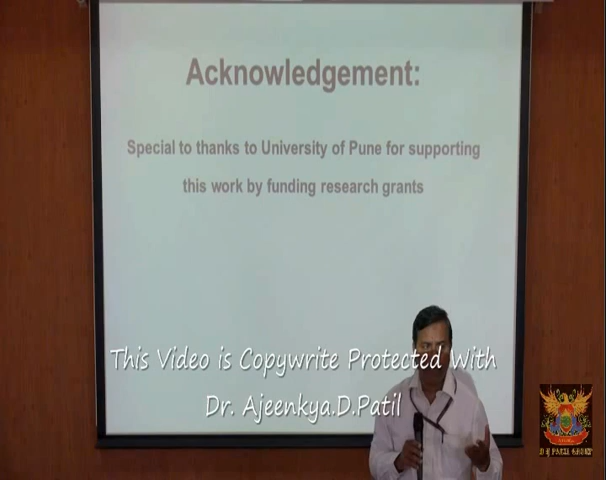 Acknowledgement:
Special to thanks to University of Pune for supporting
this work by funding research grants
This Video is Copywrite Protected With
Dr. Ajeenkya.D.Patil